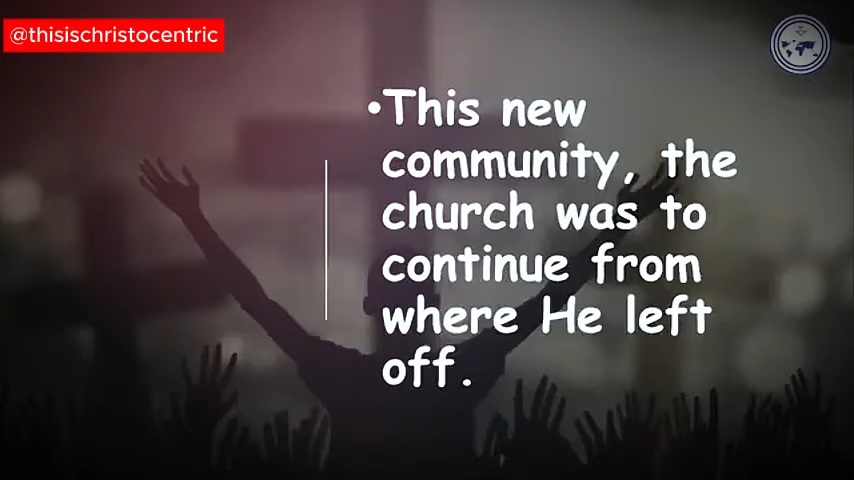 @thisischristocentric
•This new
community, the
church was to
continue from
where He left
off.